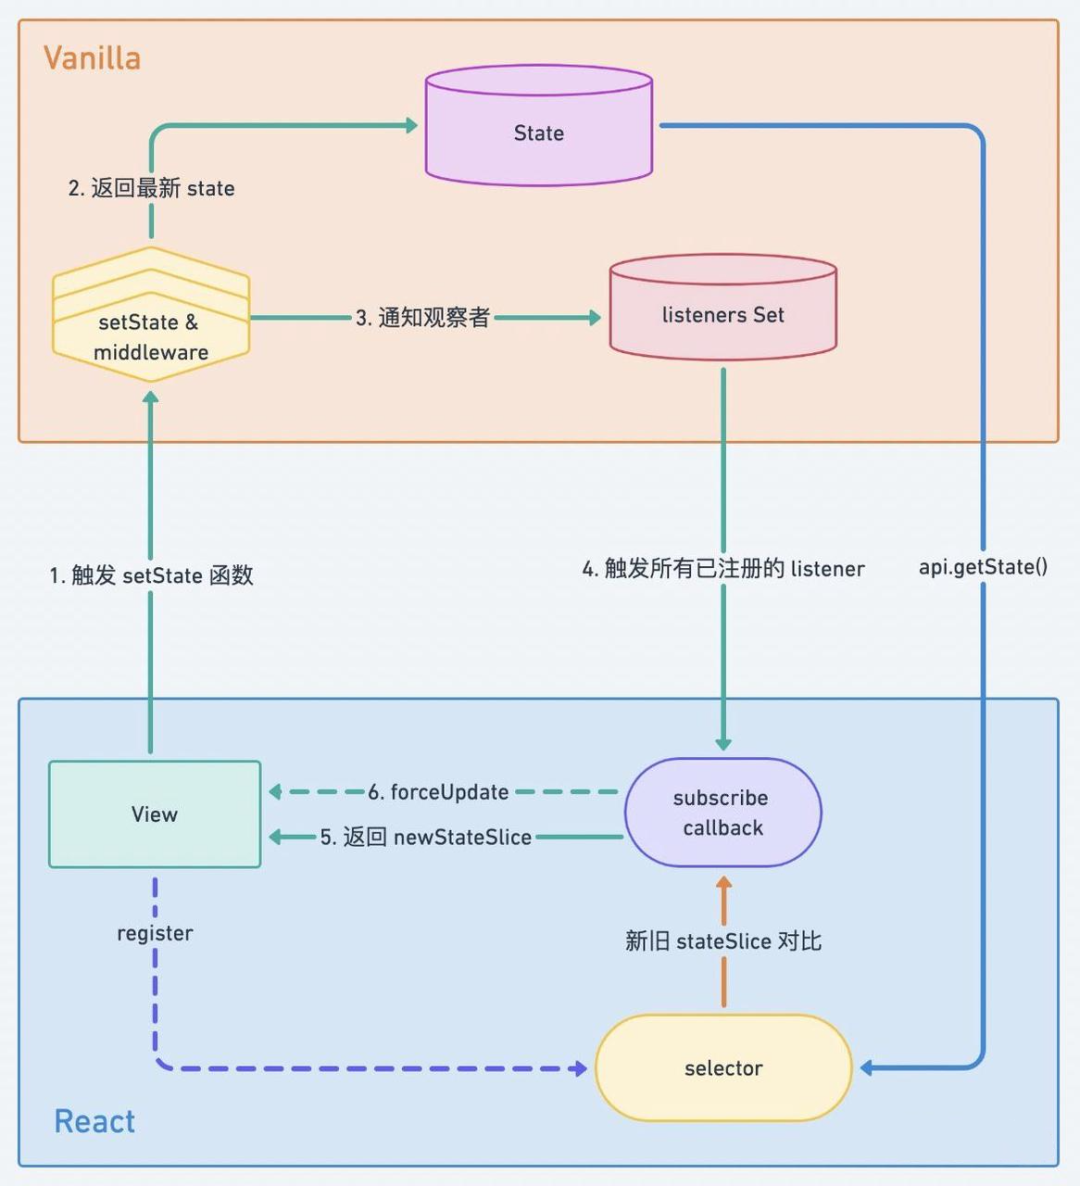 Vanilla
State
2. 返回最新 state
setState &
middleware
3. 通知观察者
listeners Set
1. 触发 setState 函数
4. 触发所有已注册的 listener
api.getState()
View
6. forceUpdate
5. 返回 newStateSlice
subscribe
callback
register
新旧 stateSlice 对比
selector
React